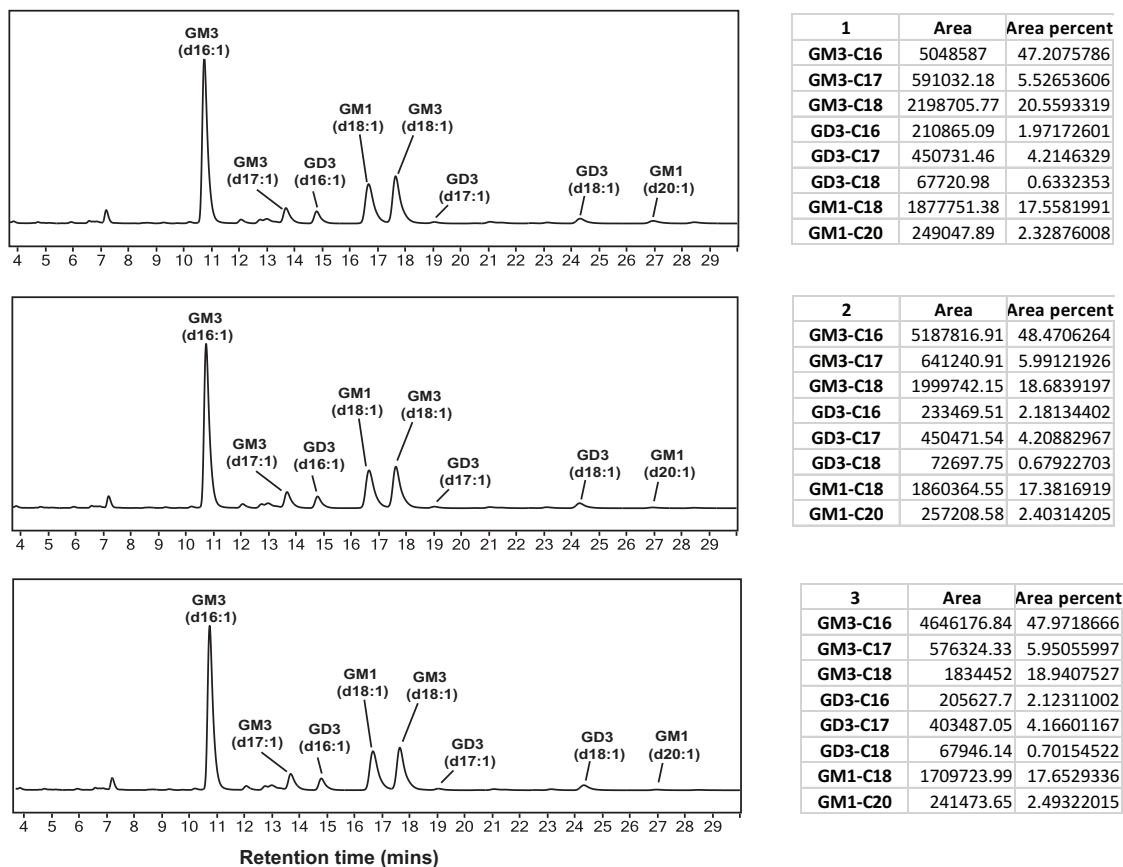 GM3
(d16:1)
GM1
(d18:1)
GM3
(d18:1)
GM3
(d17:1)
GD3
(d16:1)
GD3
(d17:1)
GD3
(d18:1)
GM1
(d20:1)
4 5 6 7 8 9 10 11 12 13 14 15 16 17 18 19 20 21 22 23 24 25 26 27 28 29
1 Area Area percent
GM3-C16 5048587 47.2075786
GM3-C17 591032.18 5.52653606
GM3-C18 2198705.77 20.5593319
GD3-C16 210865.09 1.97172601
GD3-C17 450731.46 4.2146329
GD3-C18 67720.98 0.6332353
GM1-C18 1877751.38 17.5581991
GM1-C20 249047.89 2.32876008
GM3
(d16:1)
GM1
(d18:1)
GM3
(d18:1)
GM3
(d17:1)
GD3
(d16:1)
GD3
(d17:1)
GD3
(d18:1)
GM1
(d20:1)
4 5 6 7 8 9 10 11 12 13 14 15 16 17 18 19 20 21 22 23 24 25 26 27 28 29
2 Area Area percent
GM3-C16 5187816.91 48.4706264
GM3-C17 641240.91 5.99121926
GM3-C18 1999742.15 18.6839197
GD3-C16 233469.51 2.18134402
GD3-C17 450471.54 4.20882967
GD3-C18 72697.75 0.67922703
GM1-C18 1860364.55 17.3816919
GM1-C20 257208.58 2.40314205
GM3
(d16:1)
GM1
(d18:1)
GM3
(d18:1)
GM3
(d17:1)
GD3
(d16:1)
GD3
(d17:1)
GD3
(d18:1)
GM1
(d20:1)
4 5 6 7 8 9 10 11 12 13 14 15 16 17 18 19 20 21 22 23 24 25 26 27 28 29
Retention time (mins)
3 Area Area percent
GM3-C16 4646176.84 47.9718666
GM3-C17 576324.33 5.95055997
GM3-C18 1834452 18.9407527
GD3-C16 205627.7 2.12311002
GD3-C17 403487.05 4.16601167
GD3-C18 67946.14 0.70154522
GM1-C18 1709723.99 17.6529336
GM1-C20 241473.65 2.49322015